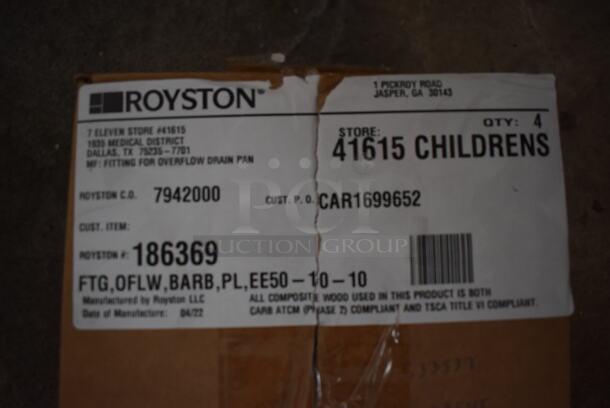 ROYSTON
1 PICKROY ROAD
JASPER, GA 30143
7 ELEVEN STORE #41615
1935 MEDICAL DISTRICT
DALLAS, TX 75235-7701
MF: FITTING FOR OVERFLOW DRAIN PAN
QTY: 4
STORE:
41615 CHILDRENS
ROYSTON C.O. 7942000
CUST. P.O. CAR1699652
CUST. ITEM:
PCI
AUCTION GROUP
ROYSTON #: 186369
FTG,OFLW,BARB,PL,EE50-10-10
Manufactured by Royston LLC
Date of Manufacture: 04/22
ALL COMPOSITE WOOD USED IN THIS PRODUCT IS BOTH
CARB ATCM (PHASE 2) COMPLIANT AND TSCA TITLE VI COMPLIANT.